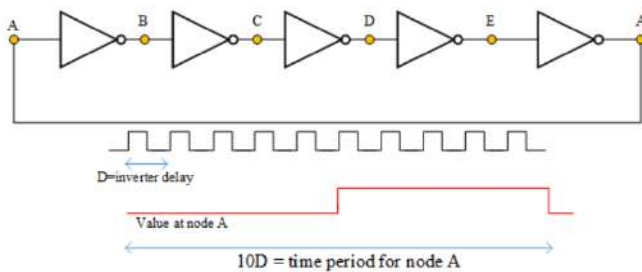 A B C D E A
D=inverter delay
Value at node A
10D = time period for node A